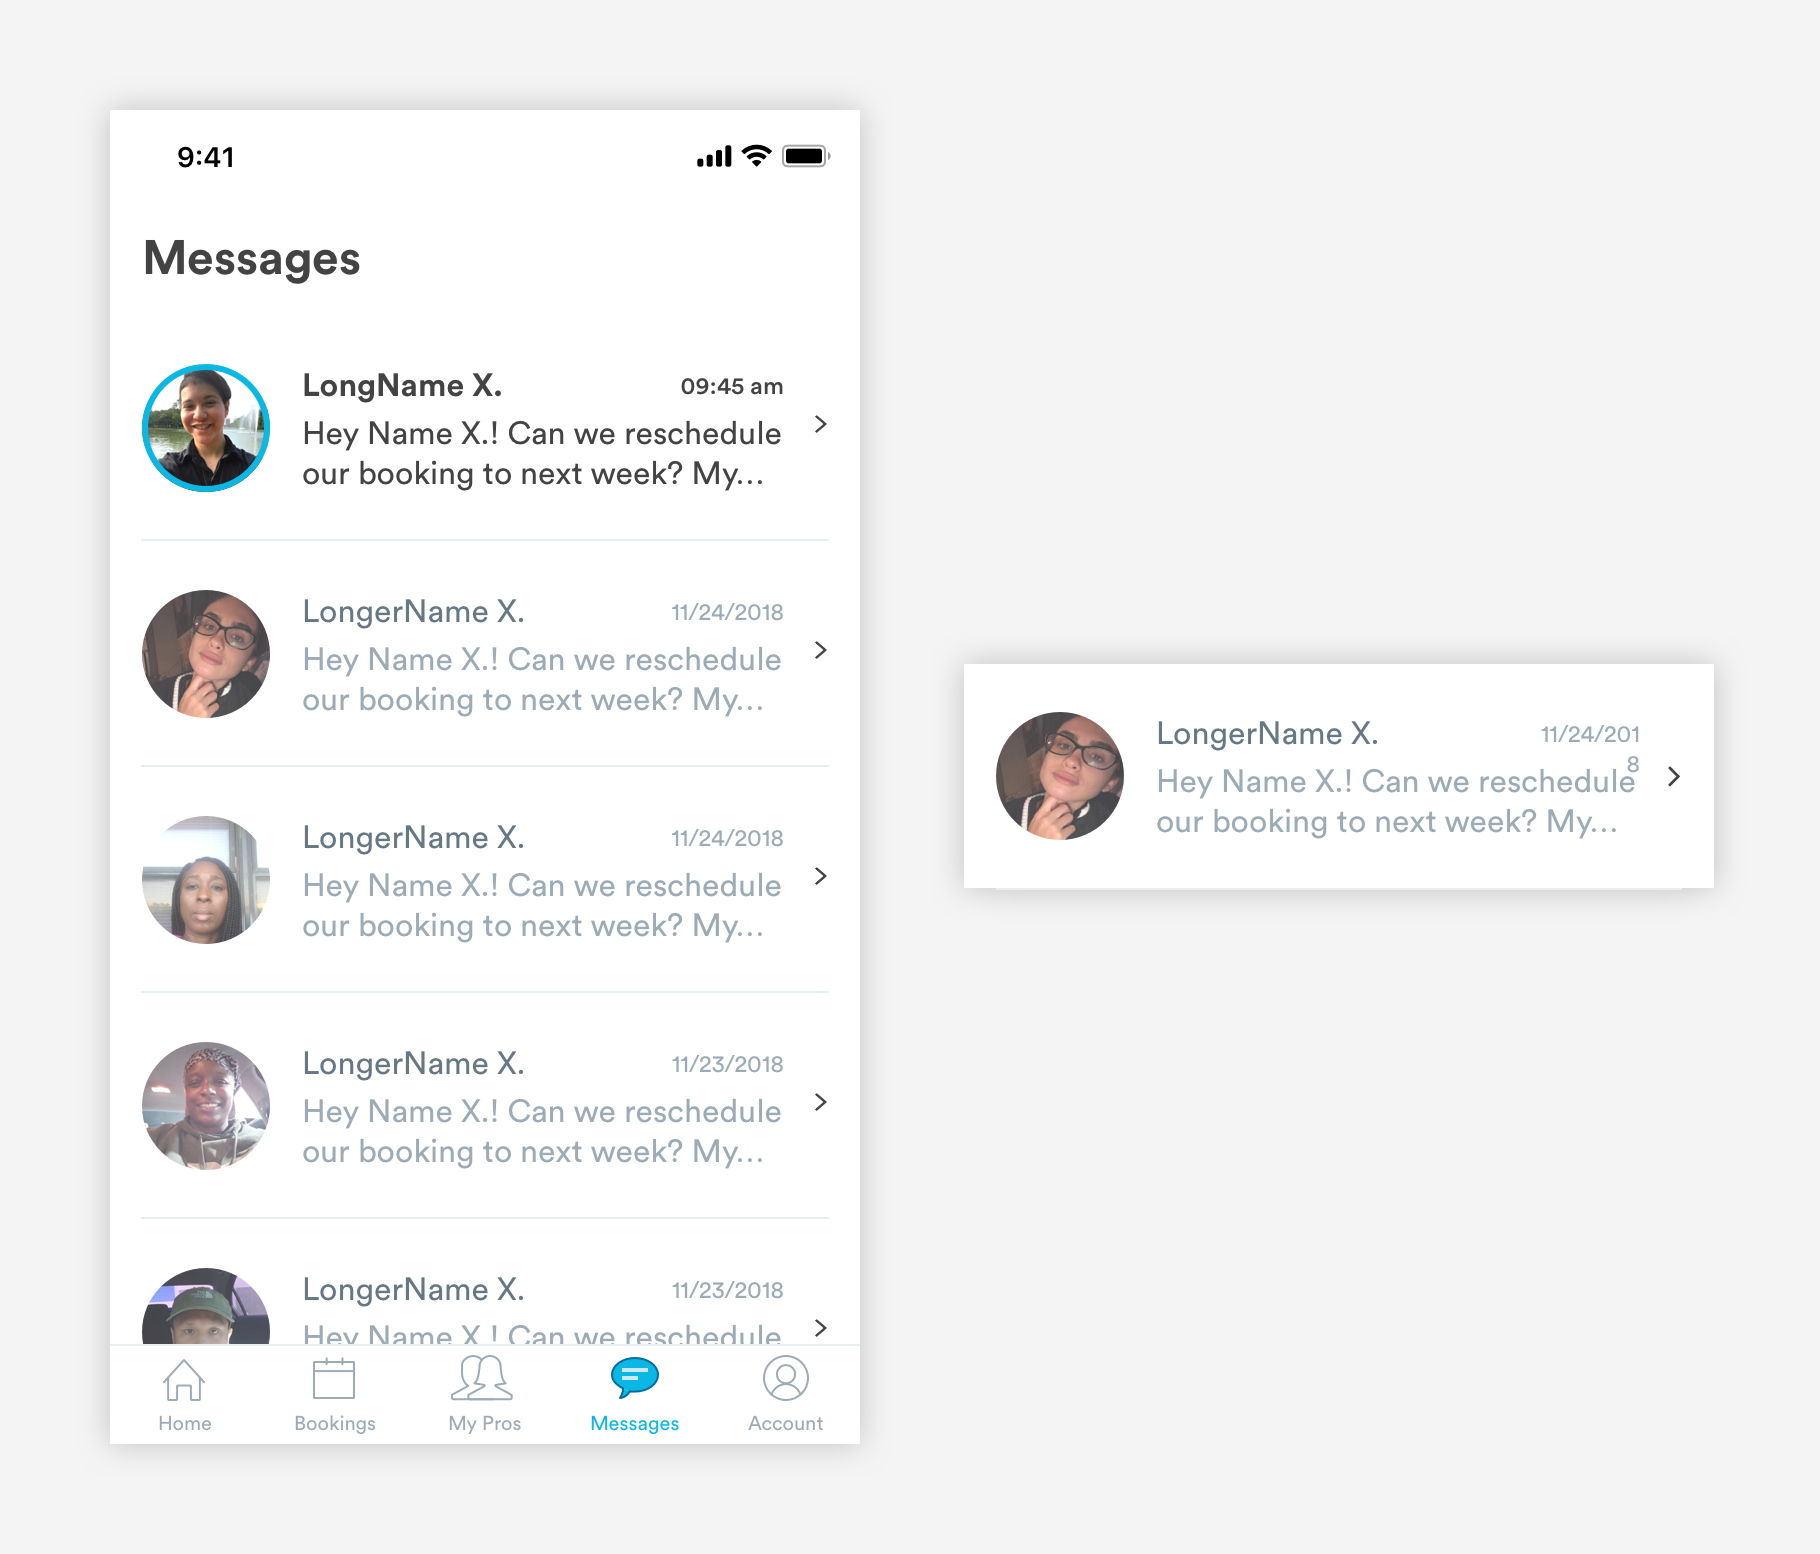 9:41
Messages
LongName X.
09:45 am
Hey Name X.! Can we reschedule
our booking to next week? My...
LongerName X.
11/24/2018
Hey Name X.! Can we reschedule
our booking to next week? My...
LongerName X.
11/24/2018
Hey Name X.! Can we reschedule
our booking to next week? My...
LongerName X.
11/23/2018
Hey Name X.! Can we reschedule
our booking to next week? My...
LongerName X.
11/23/2018
Hey Name X.! Can we reschedule
Home
Bookings
My Pros
Messages
Account
LongerName X.
11/24/201
8
Hey Name X.! Can we reschedule
our booking to next week? My...